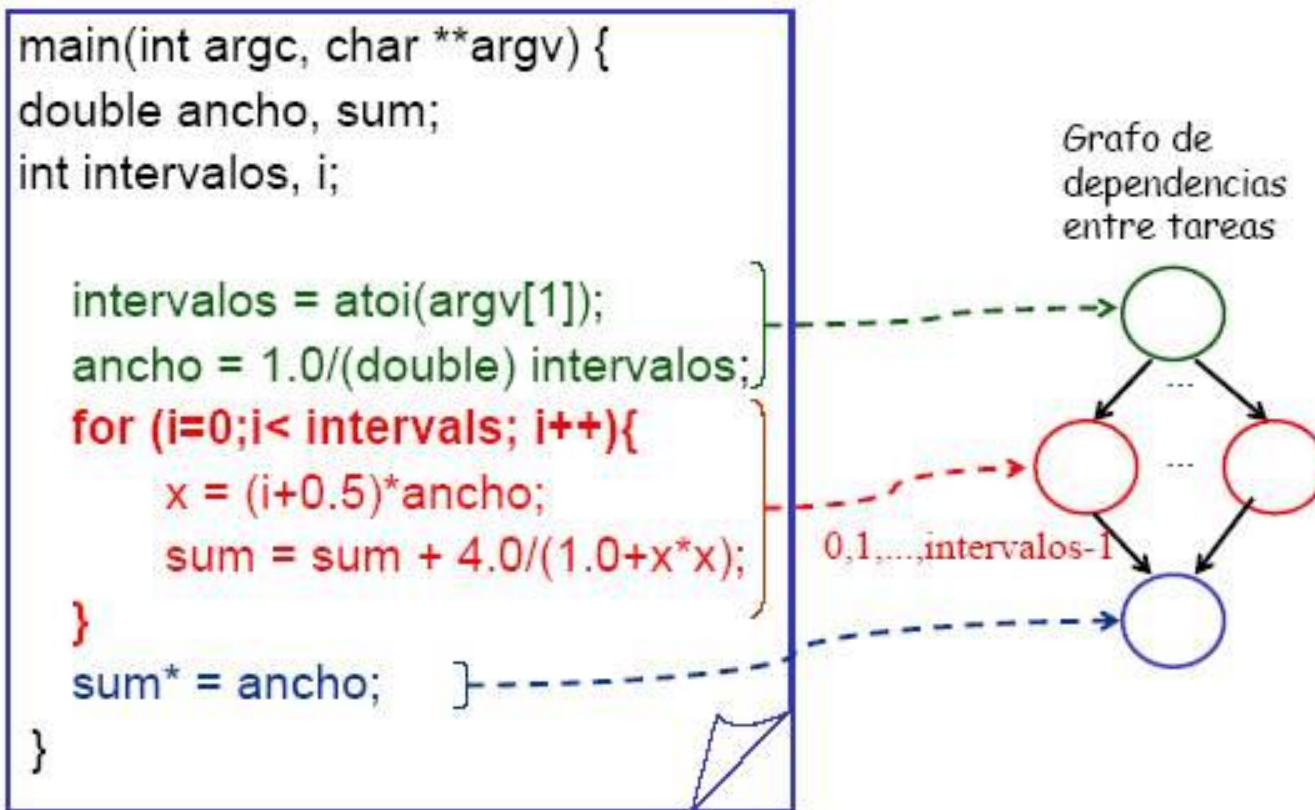 main(int argc, char **argv) {
double ancho, sum;
int intervalos, i;
intervalos = atoi(argv[1]);
ancho = 1.0/(double) intervalos;
for (i=0;i< intervals; i++){
x = (i+0.5)*ancho;
sum = sum + 4.0/(1.0+x*x);
}
sum* = ancho;
}
Grafo de
dependencias
entre tareas
...
...
0,1,...,intervalos-1